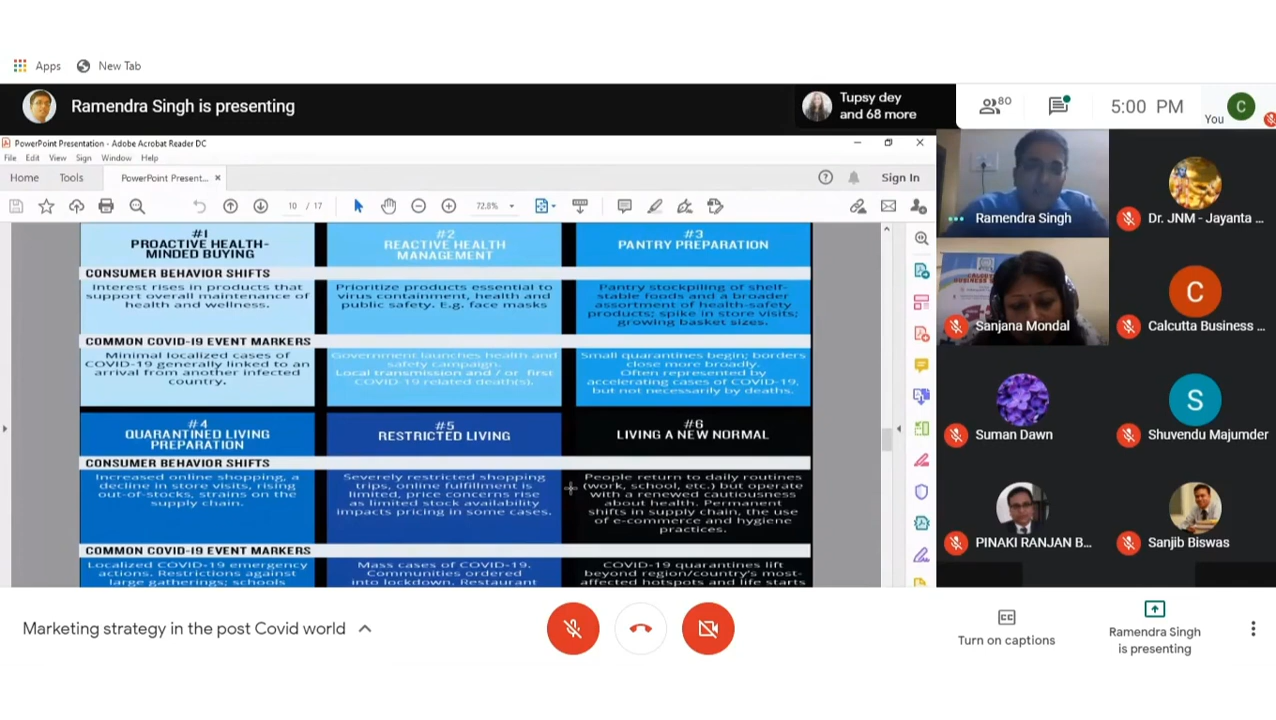 Apps New Tab
Ramendra Singh is presenting
Tupsy dey
and 68 more
80
5:00 PM
You
C
PowerPoint Presentation - Adobe Acrobat Reader DC
File Edit View Sign Window Help
Home Tools PowerPoint Present... ×
Sign In
10 / 17
72.8%
#1
PROACTIVE HEALTH-
MINDED BUYING
#2
REACTIVE HEALTH
MANAGEMENT
#3
PANTRY PREPARATION
CONSUMER BEHAVIOR SHIFTS
Interest rises in products that
support overall maintenance of
health and wellness.
Prioritize products essential to
virus containment, health and
public safety. E.g. face masks
Pantry stockpiling of shelf-
stable foods and a broader
assortment of health-safety
products; spike in store visits;
growing basket sizes.
COMMON COVID-19 EVENT MARKERS
Minimal localized cases of
COVID-19 generally linked to an
arrival from another infected
country.
Government launches health and
safety campaign.
Local transmission and / or first
COVID-19 related death(s).
Small quarantines begin; borders
close more broadly.
Often represented by
accelerating cases of COVID-19,
but not necessarily by deaths.
#4
QUARANTINED LIVING
PREPARATION
#5
RESTRICTED LIVING
#6
LIVING A NEW NORMAL
CONSUMER BEHAVIOR SHIFTS
Increased online shopping, a
decline in store visits, rising
out-of-stocks, strains on the
supply chain.
Severely restricted shopping
trips, online fulfillment is
limited, price concerns rise
as limited stock availability
impacts pricing in some cases.
People return to daily routines
(work, school, etc.) but operate
with a renewed cautiousness
about health. Permanent
shifts in supply chain, the use
of e-commerce and hygiene
practices.
COMMON COVID-19 EVENT MARKERS
Localized COVID-19 emergency
actions. Restrictions against
large gatherings; schools
Mass cases of COVID-19.
Communities ordered
into lockdown. Restaurant
COVID-19 quarantines lift
beyond region/country's most-
affected hotspots and life starts
Ramendra Singh
Dr. JNM - Jayanta ...
Sanjana Mondal
C
Calcutta Business ...
Suman Dawn
S
Shuvendu Majumder
PINAKI RANJAN B...
Sanjib Biswas
Marketing strategy in the post Covid world
CC
Turn on captions
Ramendra Singh
is presenting